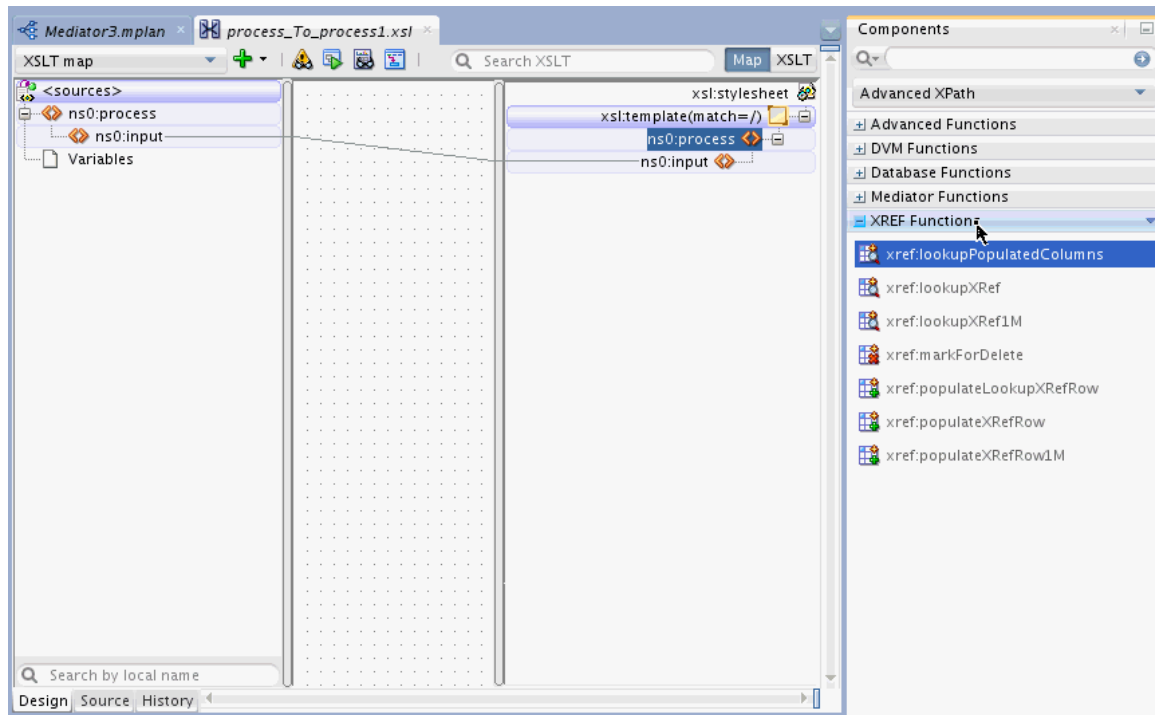 Mediator3.mplan
process_To_process1.xsl
XSLT map
Search XSLT
Map
XSLT
<sources>
ns0:process
ns0:input
Variables
xsl:stylesheet
xsl:template(match=/)
ns0:process
ns0:input
Search by local name
Design
Source
History
Components
Advanced XPath
Advanced Functions
DVM Functions
Database Functions
Mediator Functions
XREF Functions
xref:lookupPopulatedColumns
xref:lookupXRef
xref:lookupXRef1M
xref:markForDelete
xref:populateLookupXRefRow
xref:populateXRefRow
xref:populateXRefRow1M